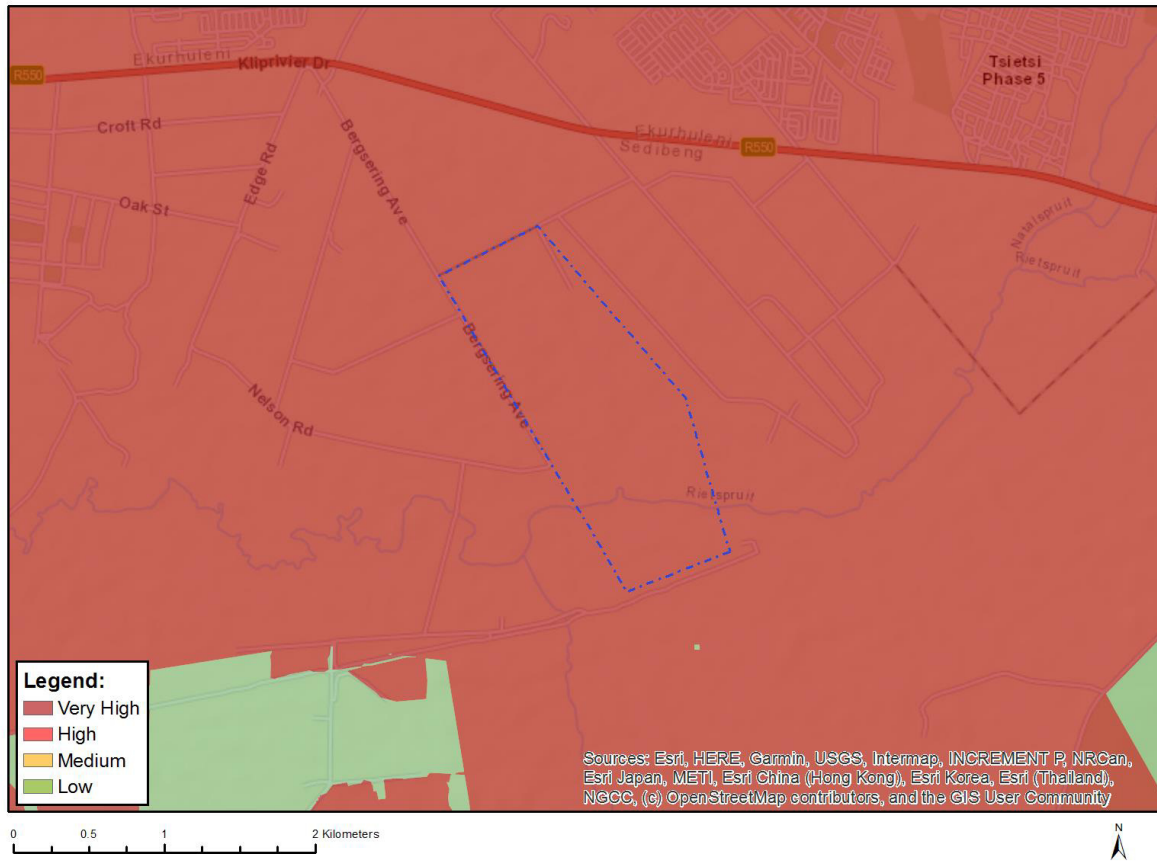 Ekurhuleni
R550
Kliprivier Dr
Tsietsi
Phase 5
Croft Rd
Bergsering Ave
Edge Rd
Ekurhuleni
Sedibeng
R550
Oak St
Natalspruit
Rietspruit
Bergsering Ave
Nelson Rd
Rietspruit
Legend:
Very High
High
Medium
Low
Sources: Esri, HERE, Garmin, USGS, Intermap, INCREMENT P, NRCan,
Esri Japan, METI, Esri China (Hong Kong), Esri Korea, Esri (Thailand),
NGCC, (c) OpenStreetMap contributors, and the GIS User Community
0 0.5 1 2 Kilometers
N